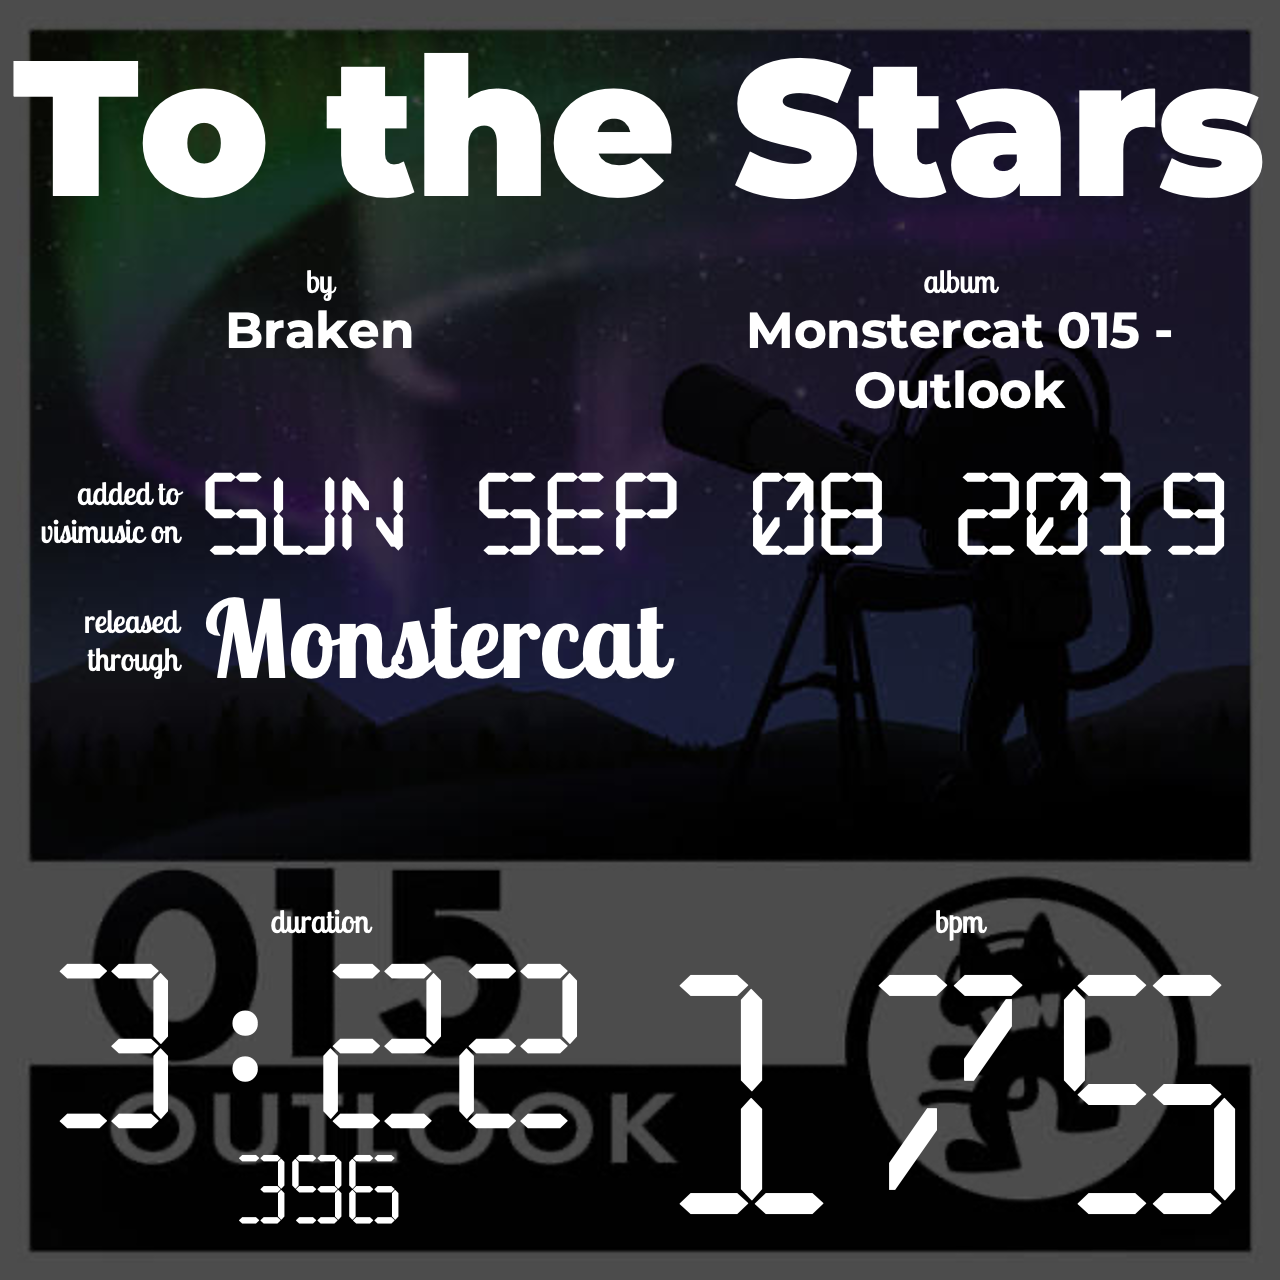 To the Stars
by
Braken
album
Monstercat 015 -
Outlook
added to
visimusic on
SUN SEP 08 2019
released
through
Monstercat
015
OUTLOOK
duration
3:22
396
bpm
175